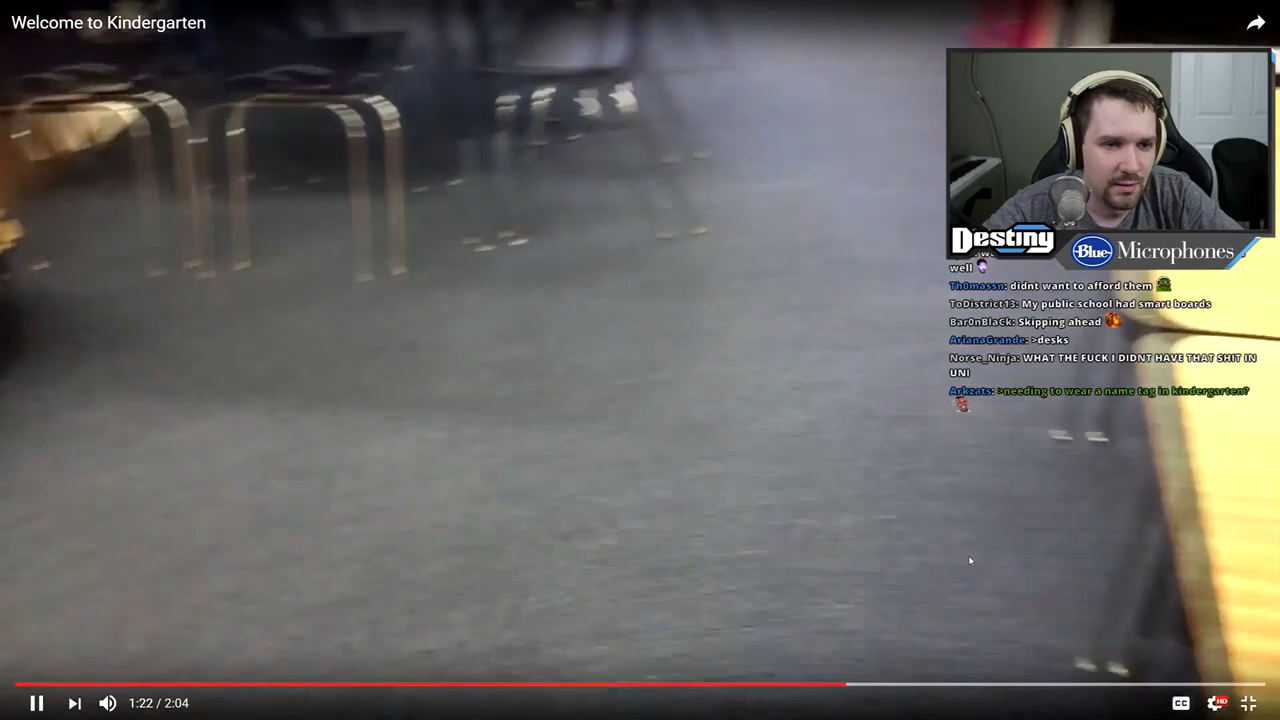 Welcome to Kindergarten
Destiny
Blue Microphones
well
Th0massn: didnt want to afford them
ToDistrict13: My public school had smart boards
Bar0nBlaCk: Skipping ahead
ArianaGrande: >desks
Norse_Ninja: WHAT THE FUCK I DIDNT HAVE THAT SHIT IN
UNI
Arkzats: >needing to wear a name tag in kindergarten?
1:22 / 2:04
CC
HD